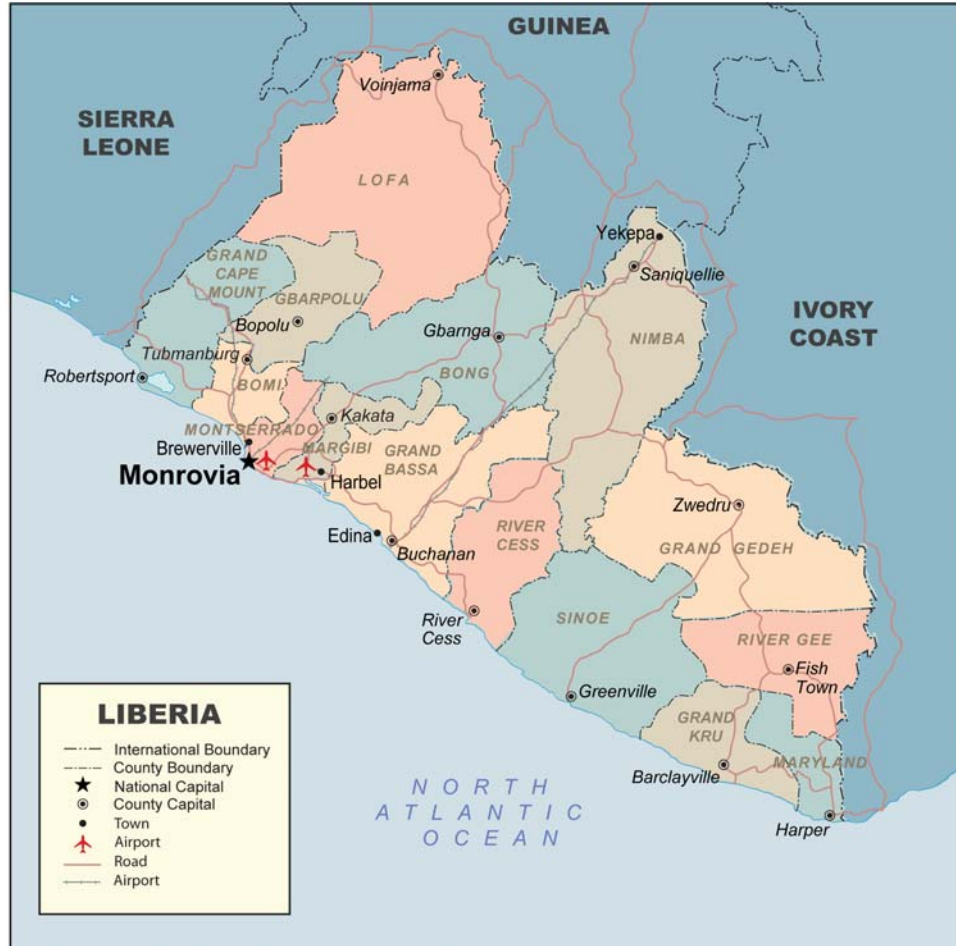 GUINEA
SIERRA
LEONE
Voinjama
LOFA
Yekepa
Saniquellie
GRAND
CAPE
MOUNT
GBARPOLU
Bopolu
IVORY
COAST
NIMBA
Gbarnga
BONG
Tubmanburg
Robertsport
BOMI
Kakata
MONTSERRADO
MARGIBI
GRAND
BASSA
Brewerville
Monrovia
Harbel
Zwedru
Edina
RIVER
CESS
GRAND GEDEH
Buchanan
River
Cess
SINOE
RIVER GEE
Fish
Town
Greenville
GRAND
KRU
MARYLAND
Barclayville
Harper
NORTH
ATLANTIC
OCEAN
LIBERIA
International Boundary
County Boundary
National Capital
County Capital
Town
Airport
Road
Airport